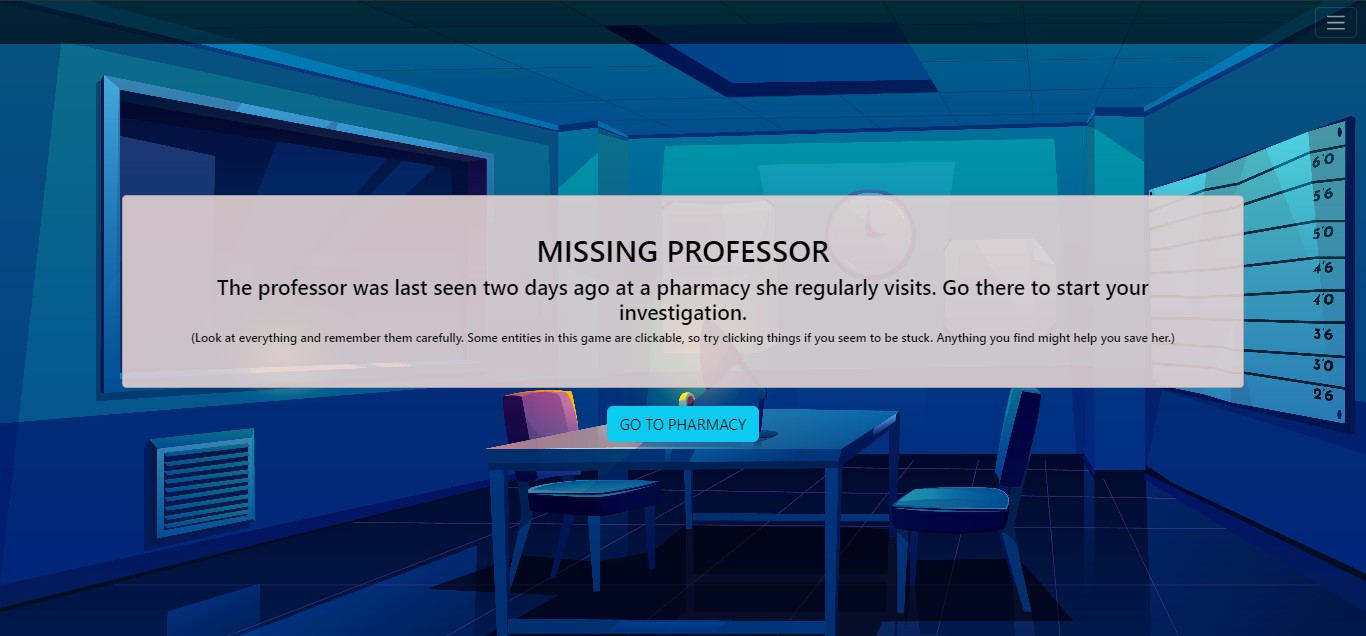 MISSING PROFESSOR
The professor was last seen two days ago at a pharmacy she regularly visits. Go there to start your
investigation.
(Look at everything and remember them carefully. Some entities in this game are clickable, so try clicking things if you seem to be stuck. Anything you find might help you save her.)
GO TO PHARMACY
6'0
5'6
5'0
4'6
4'0
3'6
3'0
2'6